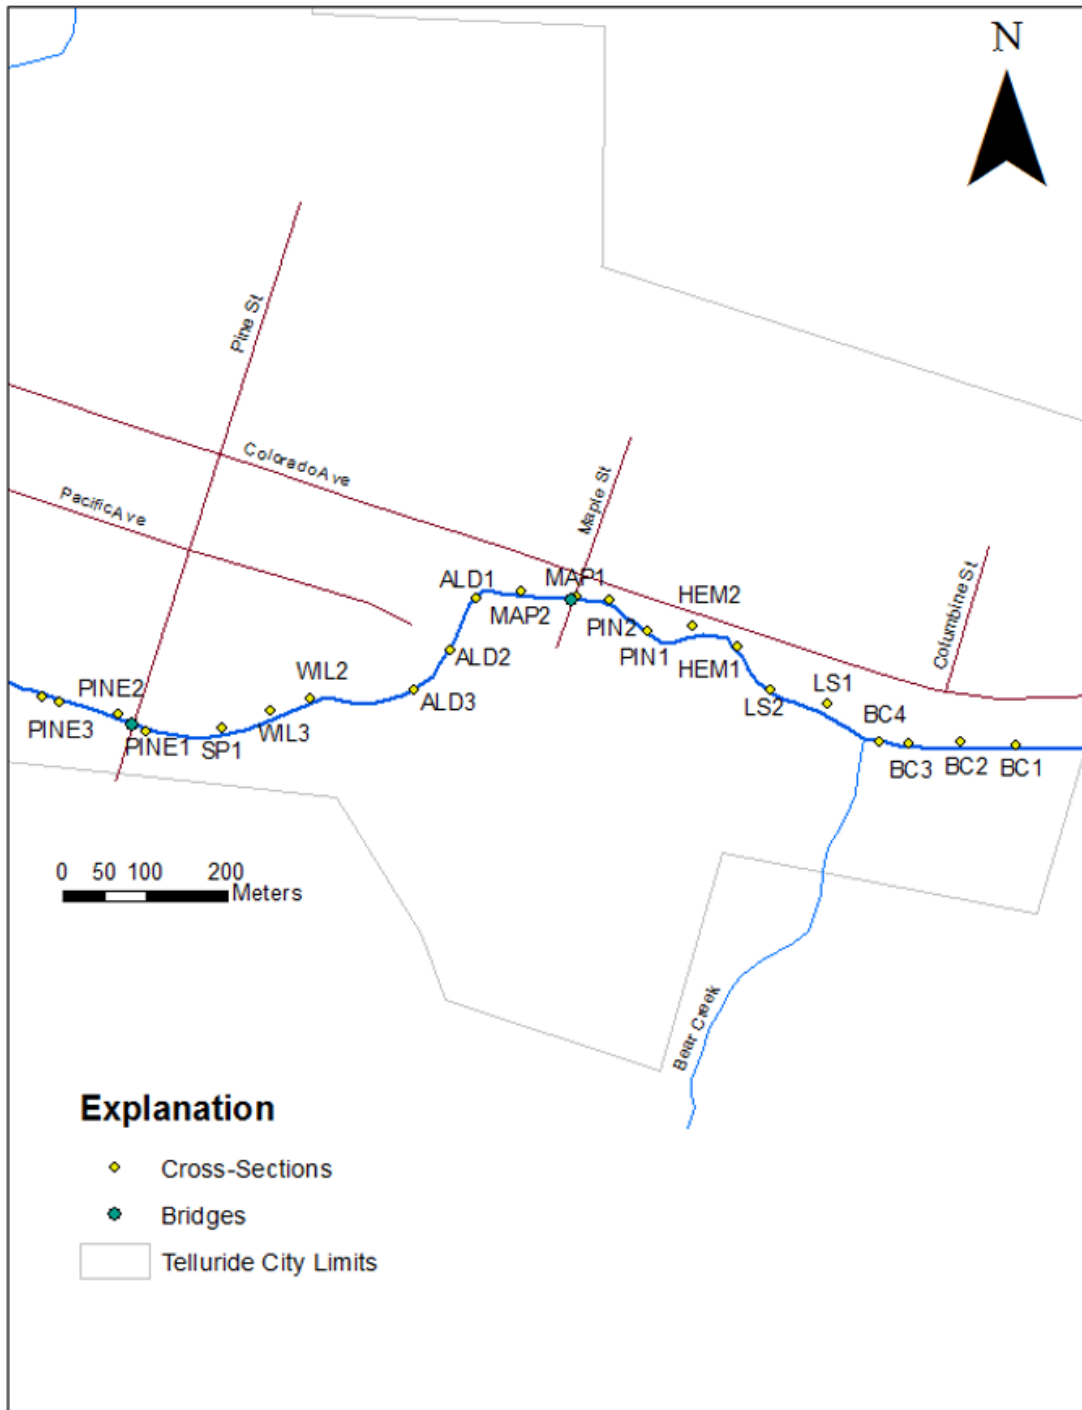 N
Pine St
Colorado Ave
Pacific Ave
Maple St
Columbine St
ALD1
MAP1
MAP2
HEM2
PIN2
PIN1
HEM1
ALD2
ALD3
WIL2
WIL3
LS2
LS1
BC4
BC3
BC2
BC1
PINE2
PINE3
PINE1
SP1
0 50 100 200
Meters
Bear Creek
Explanation
Cross-Sections
Bridges
Telluride City Limits